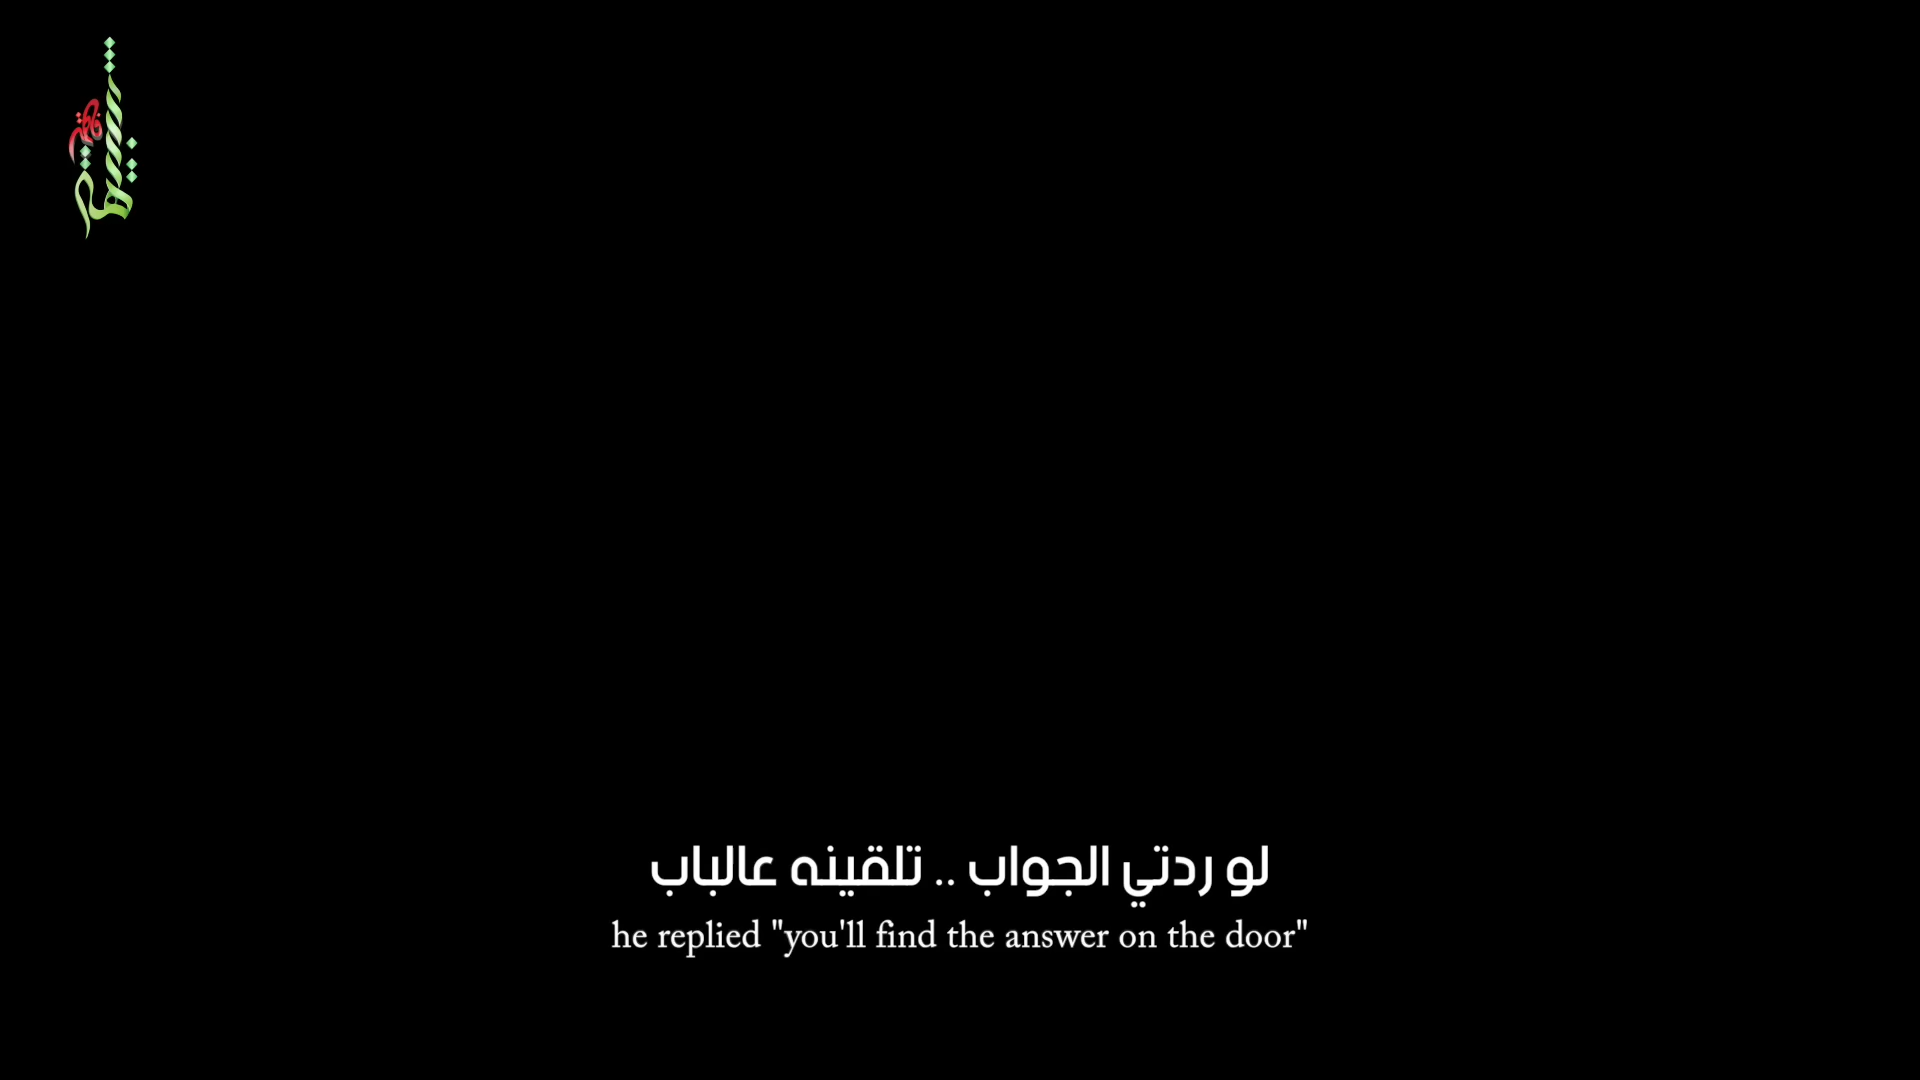 لو ردتي الجواب .. تلقينه عالباب
he replied "you'll find the answer on the door"